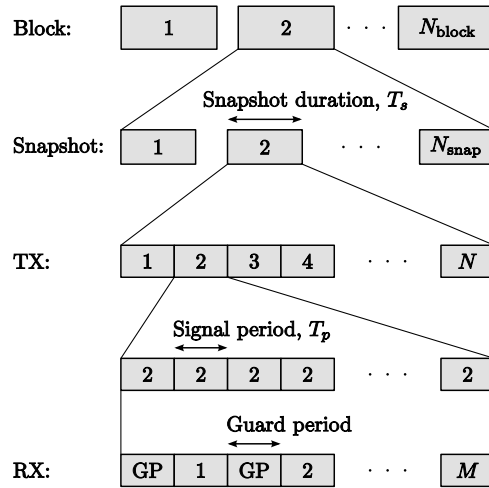 Block: 1 2 · · · N_block
Snapshot duration, T_s
Snapshot: 1 2 · · · N_snap
TX: 1 2 3 4 · · · N
Signal period, T_p
2 2 2 2 · · · 2
Guard period
RX: GP 1 GP 2 · · · M